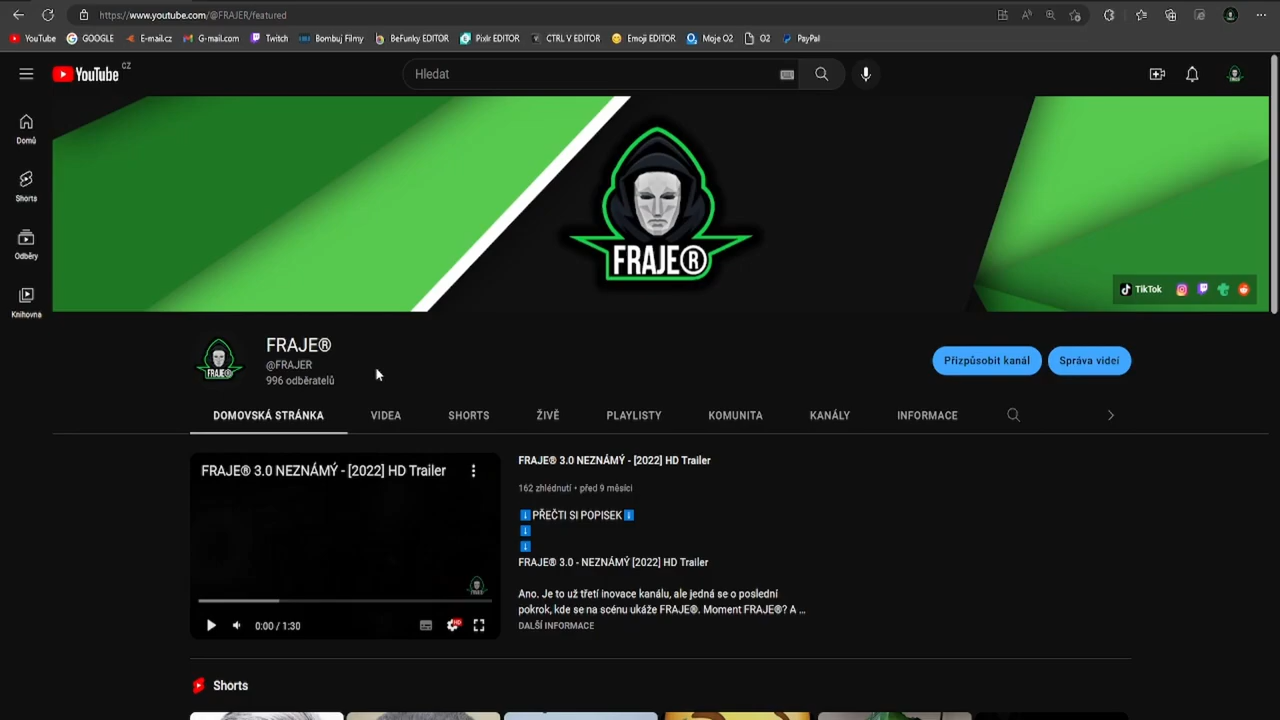 https://www.youtube.com/@FRAJER/featured
YouTube GOOGLE E-mail.cz G-mail.com Twitch Bombuj Filmy BeFunky EDITOR Pixlr EDITOR CTRL V EDITOR Emoji EDITOR Moje O2 O2 PayPal
YouTube CZ
Hledat
Domů
Shorts
Odběry
Knihovna
FRAJE®
TikTok
FRAJE®
@FRAJER
996 odběratelů
Přizpůsobit kanál
Správa videí
DOMOVSKÁ STRÁNKA VIDEA SHORTS ŽIVĚ PLAYLISTY KOMUNITA KANÁLY INFORMACE
FRAJE® 3.0 NEZNÁMÝ - [2022] HD Trailer
0:00 / 1:30
HD
FRAJE® 3.0 NEZNÁMÝ - [2022] HD Trailer
162 zhlédnutí • před 9 měsíci
⬇️PŘEČTI SI POPISEK⬇️
⬇️
⬇️
FRAJE® 3.0 - NEZNÁMÝ [2022] HD Trailer
Ano. Je to už třetí inovace kanálu, ale jedná se o poslední
pokrok, kde se na scénu ukáže FRAJE®. Moment FRAJE®? A ...
DALŠÍ INFORMACE
Shorts